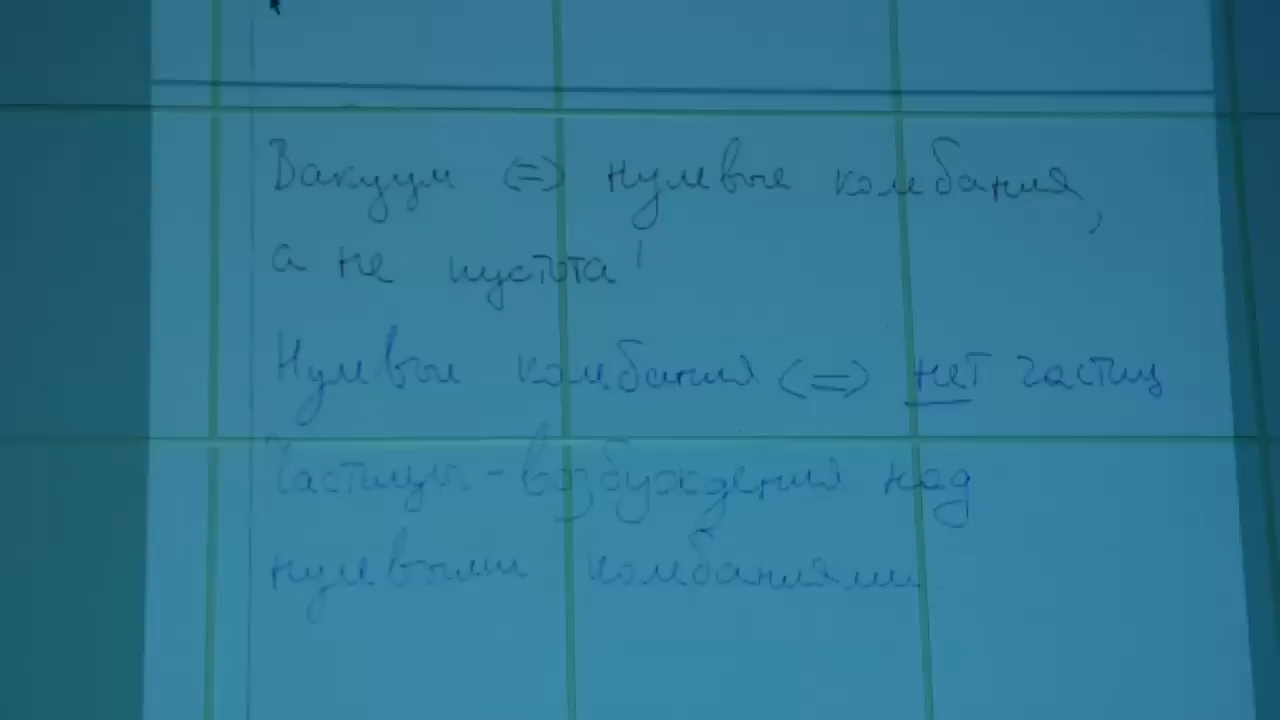 Вакуум <=> нулевые колебания,
а не пустота!
Нулевые колебания <=> нет частиц
Частицы - возбуждения над
нулевыми колебаниями